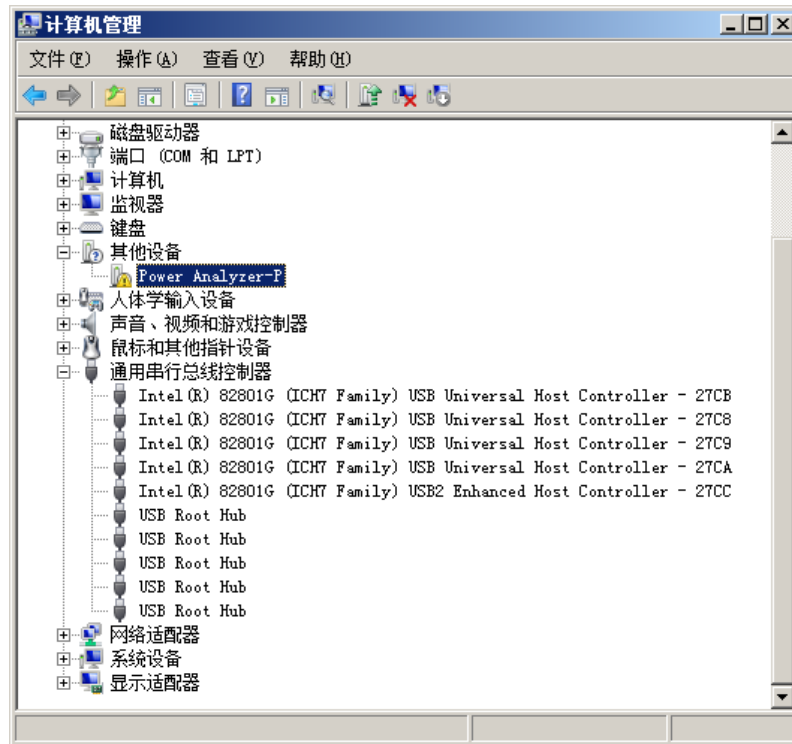 计算机管理
文件(F) 操作(A) 查看(V) 帮助(H)
磁盘驱动器
端口 (COM 和 LPT)
计算机
监视器
键盘
其他设备
Power Analyzer-P
人体学输入设备
声音、视频和游戏控制器
鼠标和其他指针设备
通用串行总线控制器
Intel(R) 82801G (ICH7 Family) USB Universal Host Controller - 27CB
Intel(R) 82801G (ICH7 Family) USB Universal Host Controller - 27C8
Intel(R) 82801G (ICH7 Family) USB Universal Host Controller - 27C9
Intel(R) 82801G (ICH7 Family) USB Universal Host Controller - 27CA
Intel(R) 82801G (ICH7 Family) USB2 Enhanced Host Controller - 27CC
USB Root Hub
USB Root Hub
USB Root Hub
USB Root Hub
USB Root Hub
网络适配器
系统设备
显示适配器